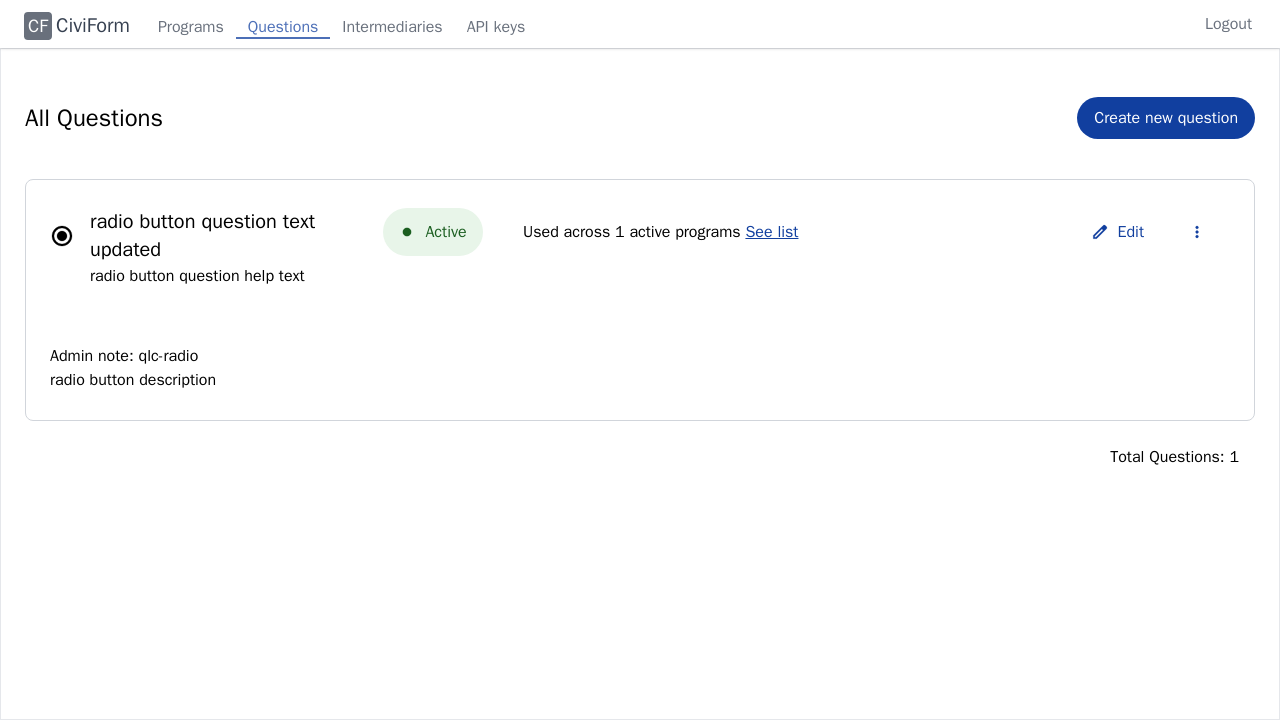 CF CiviForm Programs Questions Intermediaries API keys Logout
All Questions Create new question
radio button question text
updated
radio button question help text
Active
Used across 1 active programs See list
Edit
Admin note: qlc-radio
radio button description
Total Questions: 1